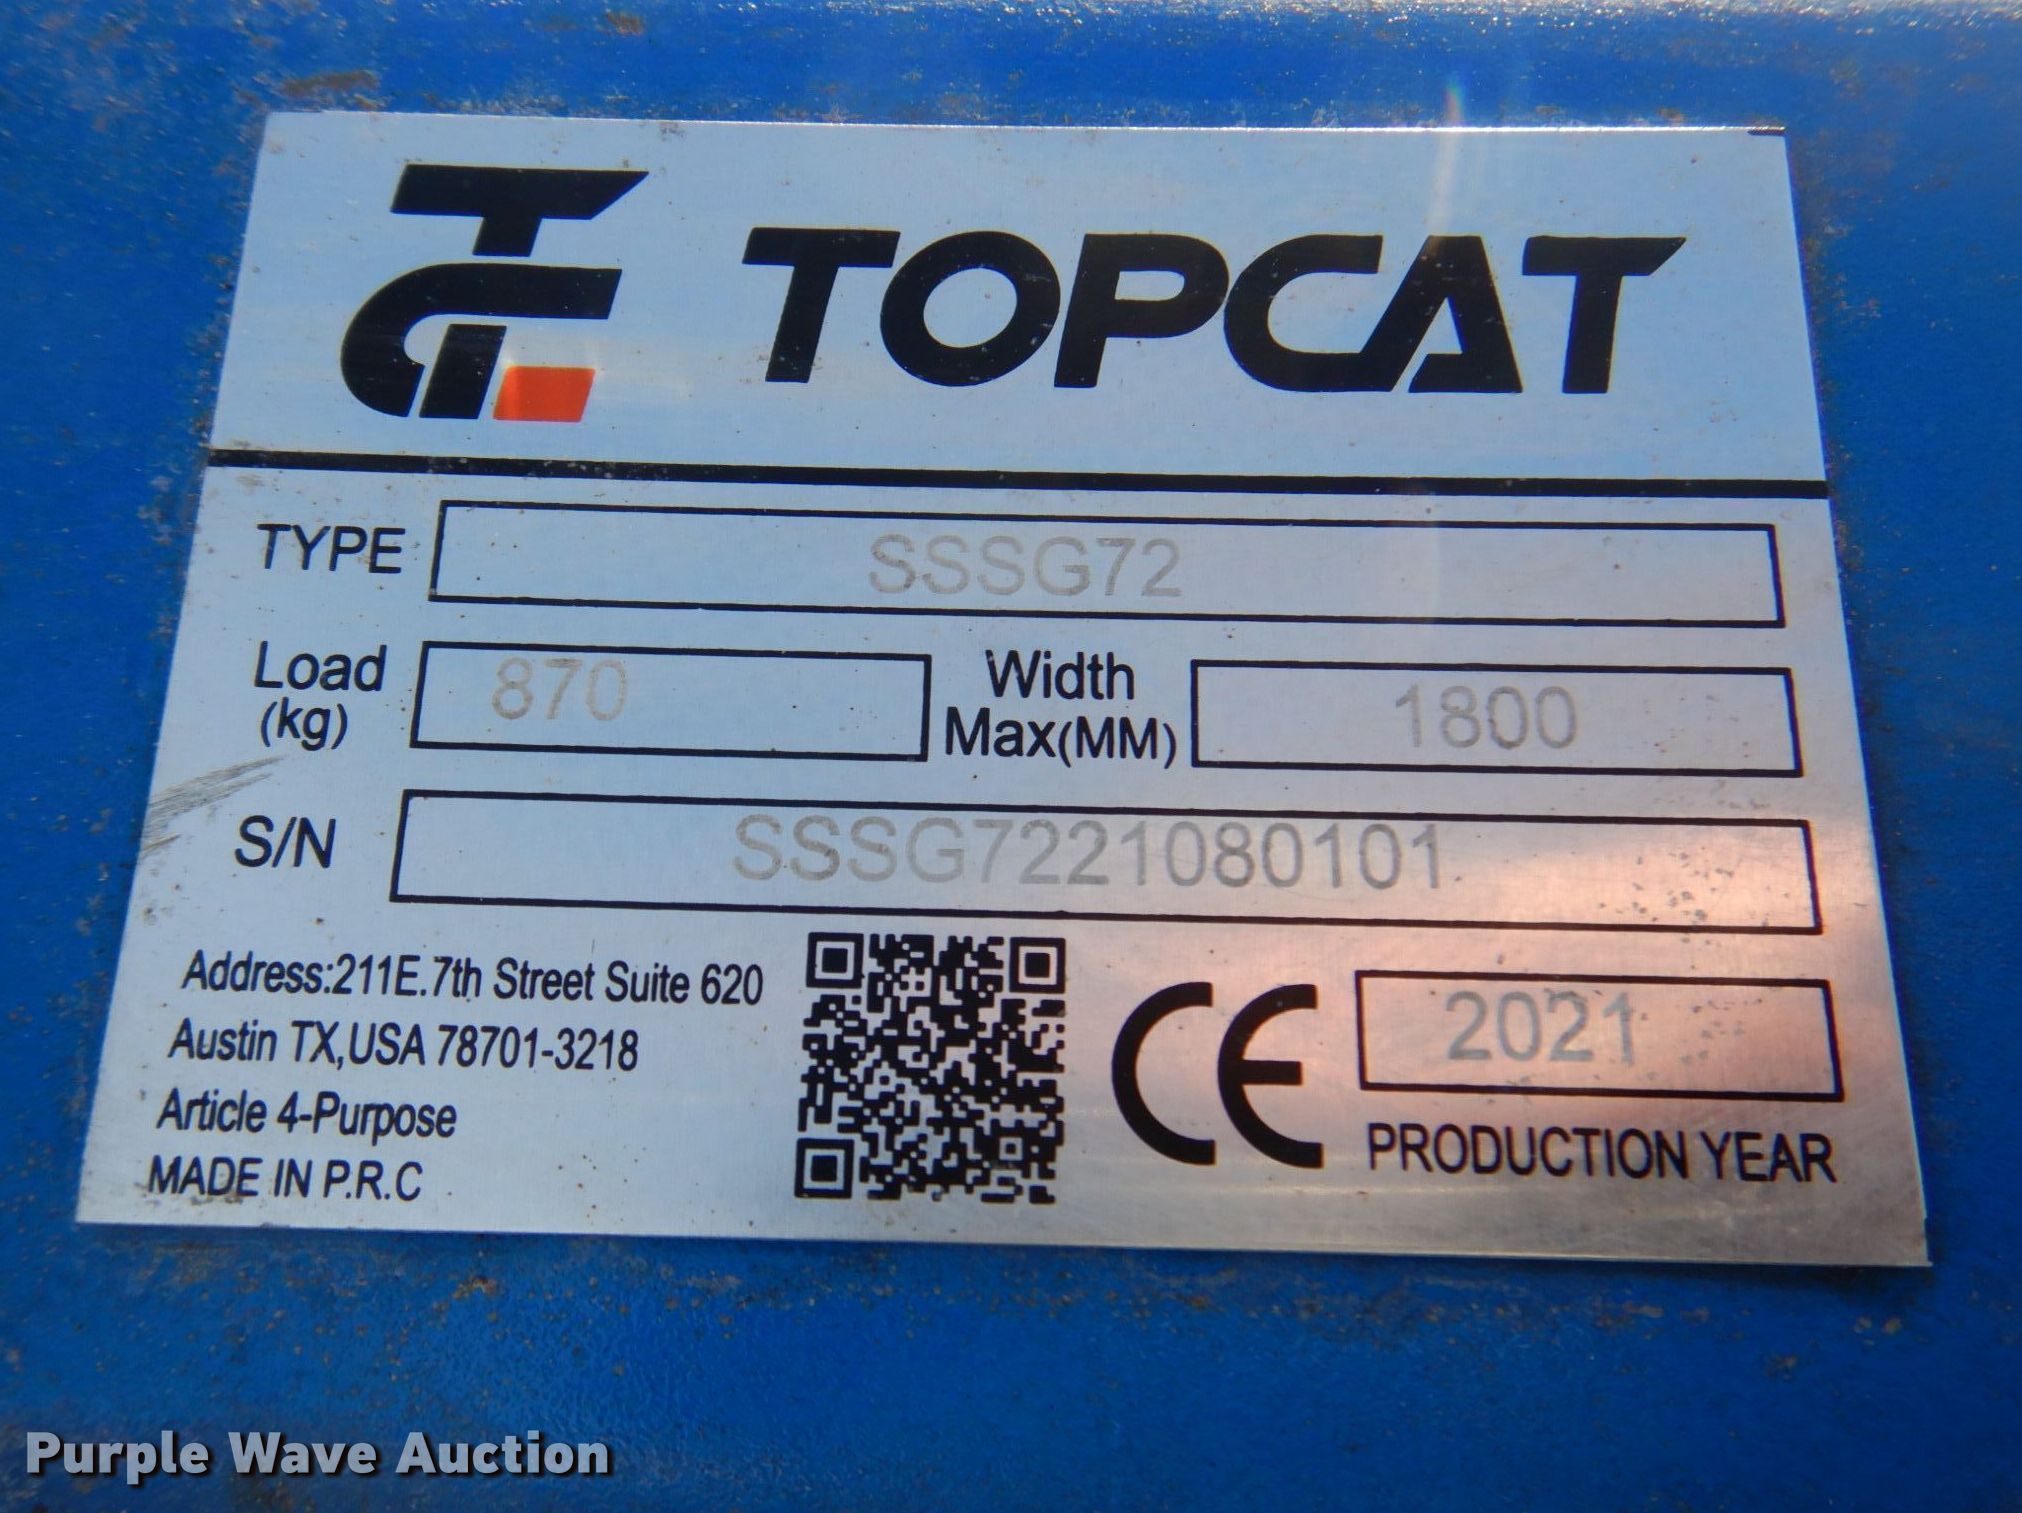 TOPCAT
TYPE SSSG72
Load (kg) 870 Width Max(MM) 1800
S/N SSSG7221080101
Address:211E.7th Street Suite 620
Austin TX,USA 78701-3218
Article 4-Purpose
MADE IN P.R.C
CE
2021
PRODUCTION YEAR
Purple Wave Auction